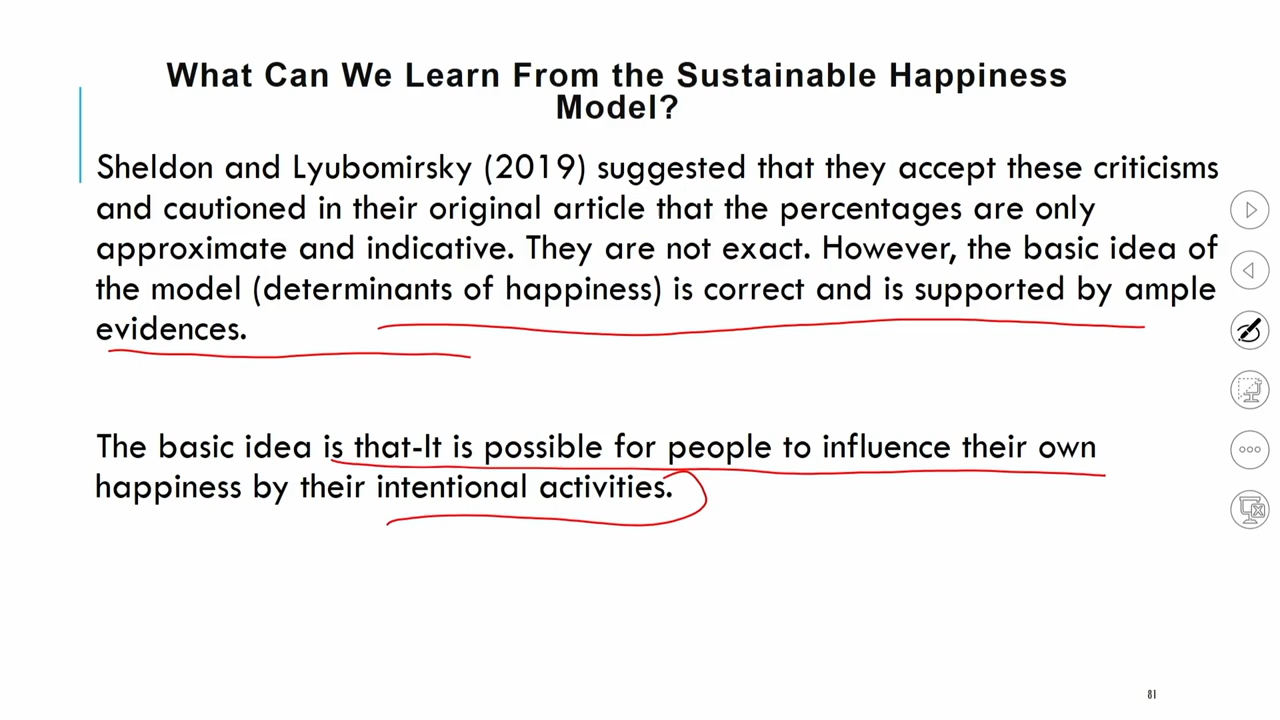 What Can We Learn From the Sustainable Happiness
Model?
Sheldon and Lyubomirsky (2019) suggested that they accept these criticisms
and cautioned in their original article that the percentages are only
approximate and indicative. They are not exact. However, the basic idea of
the model (determinants of happiness) is correct and is supported by ample
evidences.
The basic idea is that-It is possible for people to influence their own
happiness by their intentional activities.
81